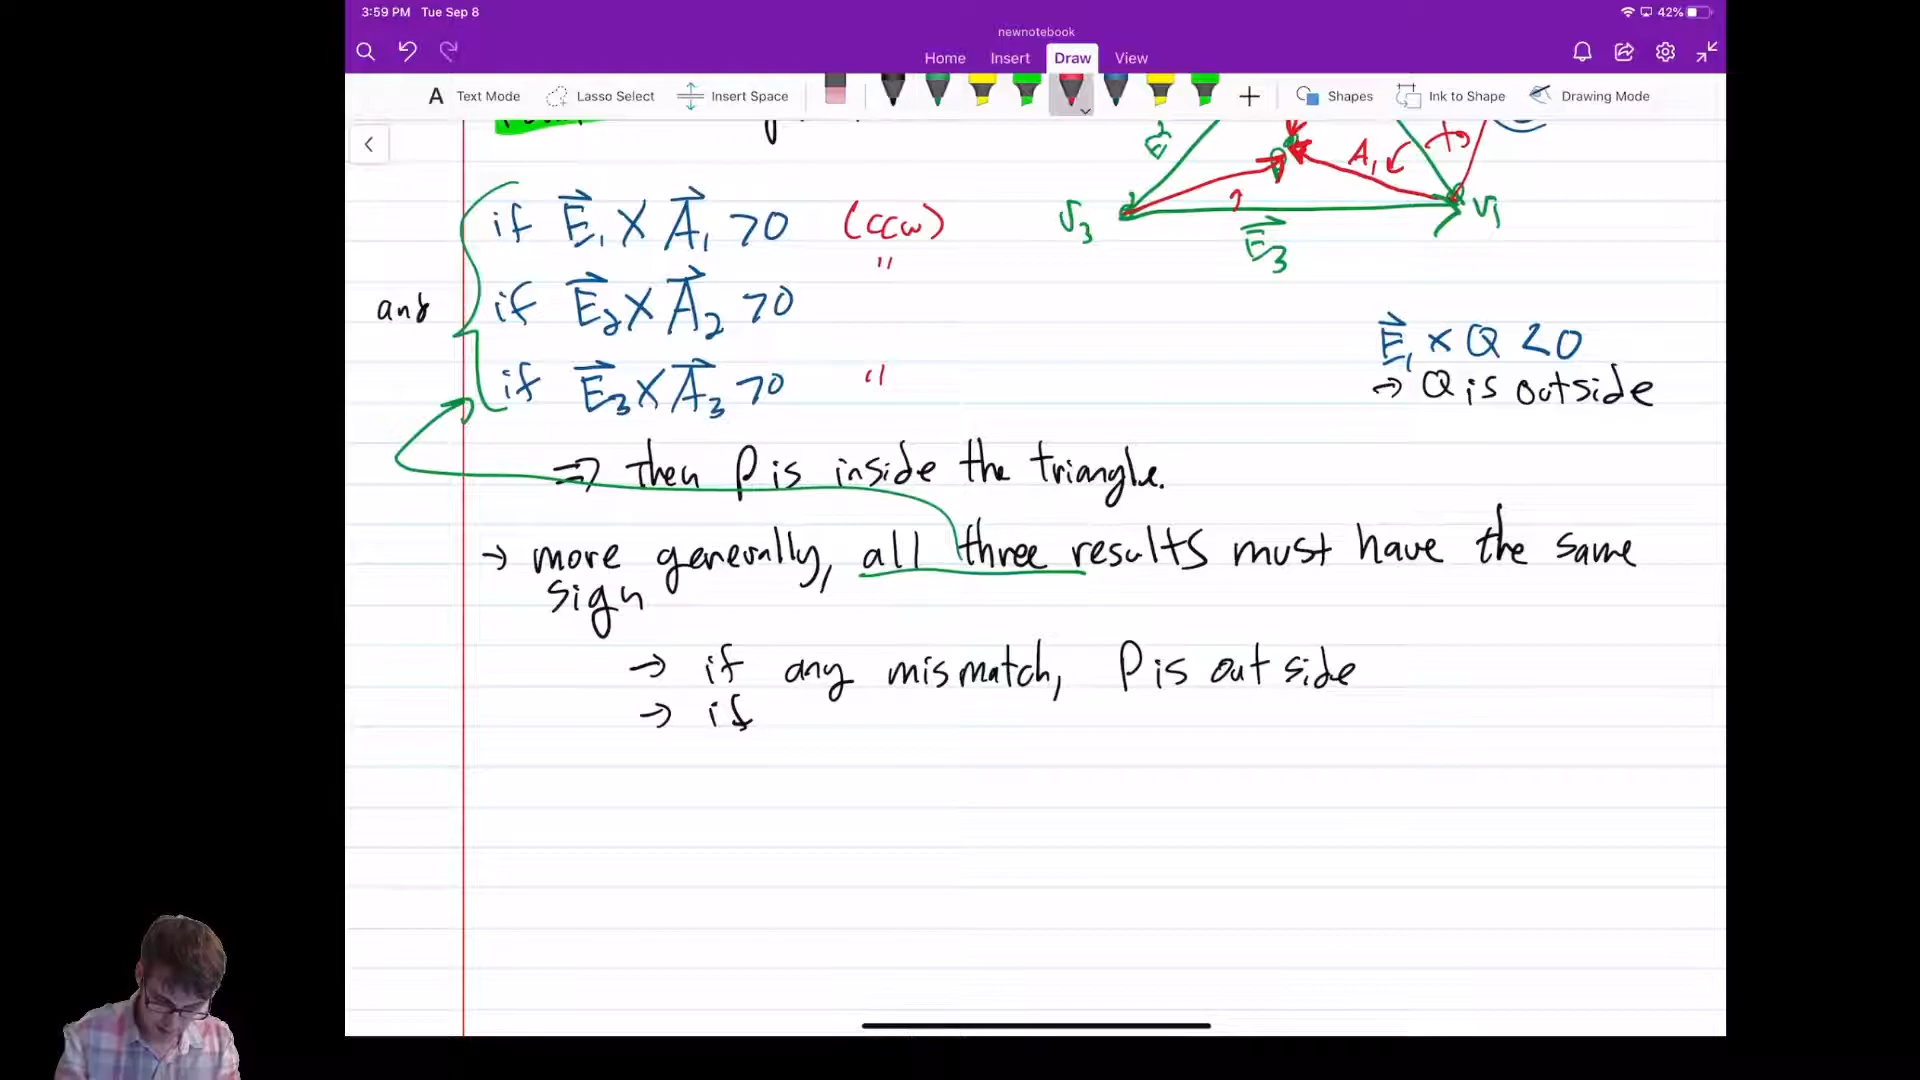 3:59 PM Tue Sep 8
42%
newnotebook
Home Insert Draw View
A Text Mode Lasso Select Insert Space Shapes Ink to Shape Drawing Mode
E2
A1
V3
V1
E3
if E1 X A1 >0 (ccw)
"
and
if E2 X A2 >0
if E3 X A3 >0 "
E1 x Q <0
→ Q is outside
⇒ then P is inside the triangle.
→ more generally, all three results must have the same
sign
→ if any mismatch, P is outside
→ if